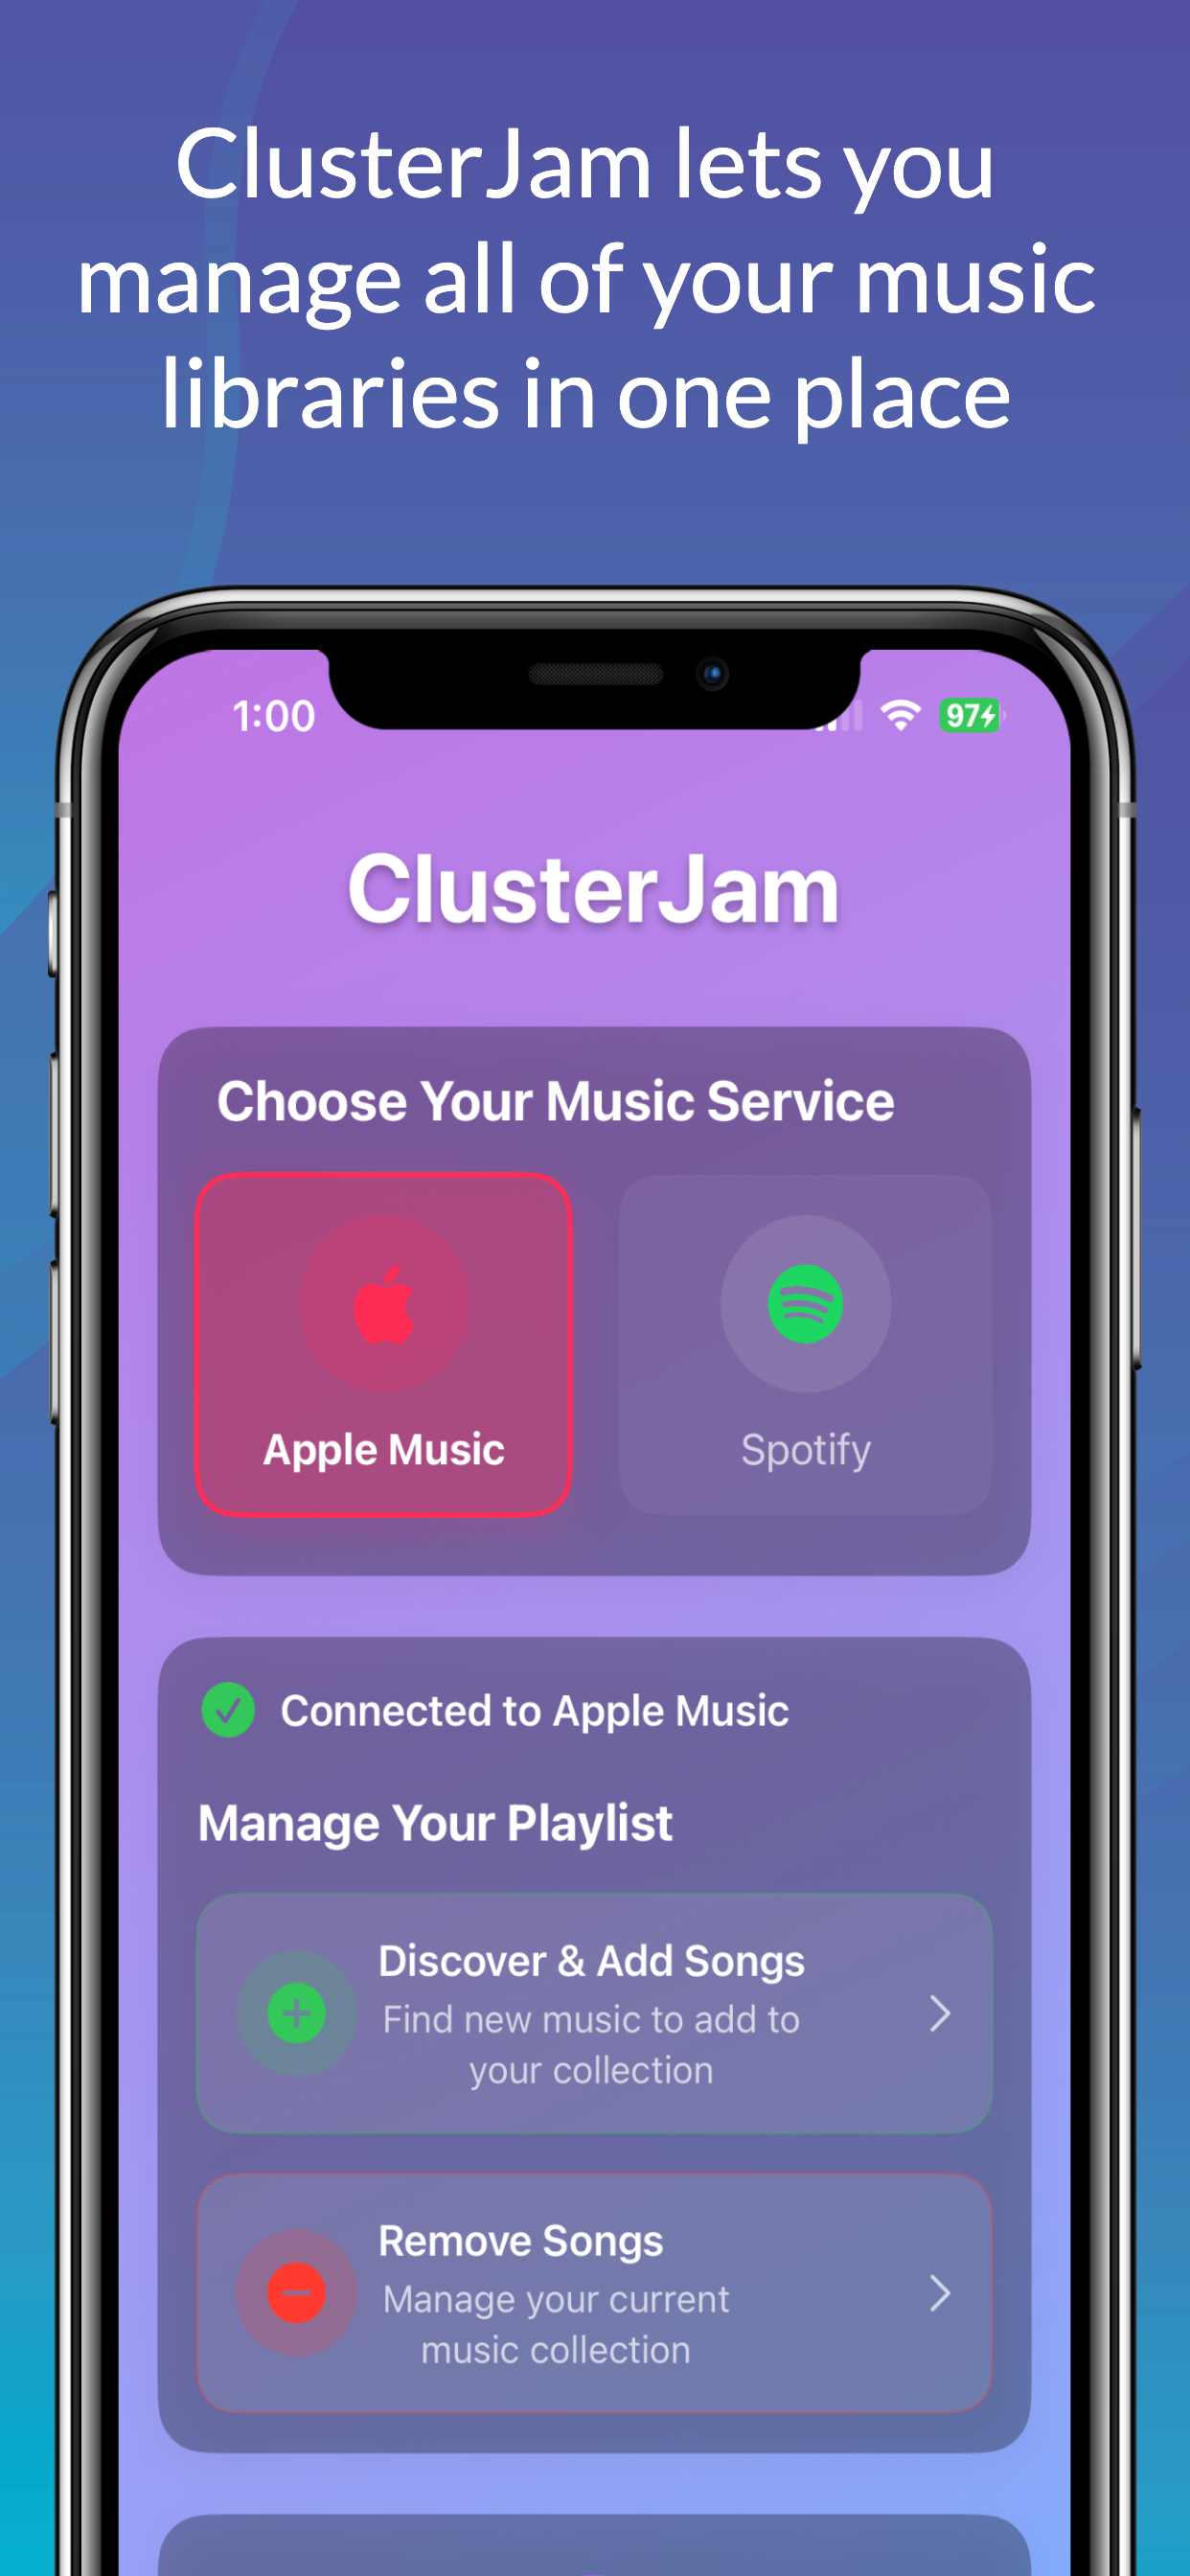 ClusterJam lets you
manage all of your music
libraries in one place
1:00
97
ClusterJam
Choose Your Music Service
Apple Music
Spotify
Connected to Apple Music
Manage Your Playlist
Discover & Add Songs
Find new music to add to
your collection
Remove Songs
Manage your current
music collection